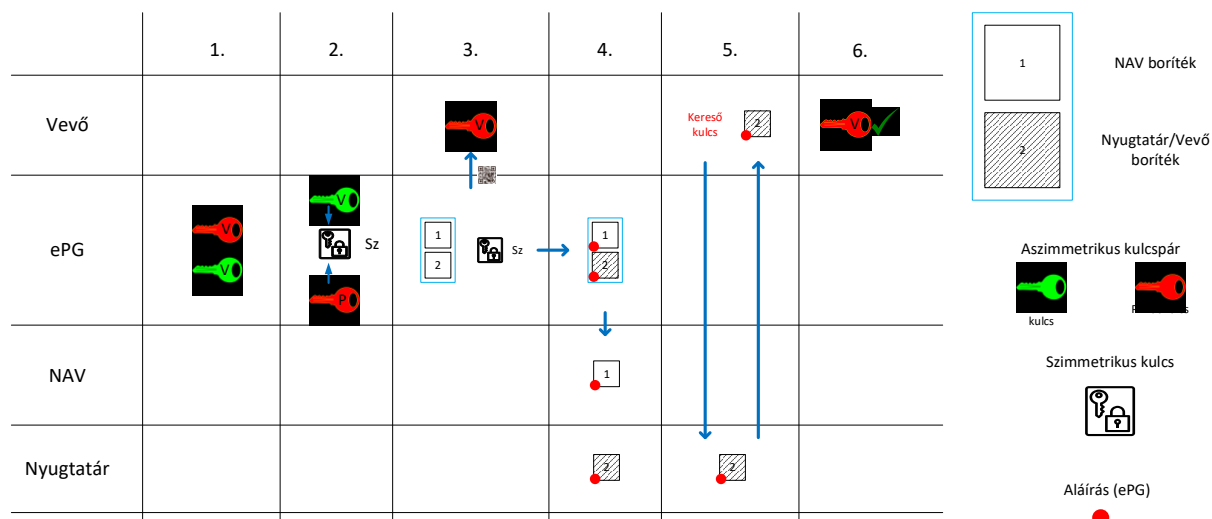 1.
2.
3.
4.
5.
6.
Vevő
V
Kereső
kulcs
2
V
ePG
V
V
V
Sz
P
1
2
Sz
1
2
NAV
1
Nyugtatár
2
2
1
NAV boríték
2
Nyugtatár/Vevő
boríték
Aszimmetrikus kulcspár
kulcs
Szimmetrikus kulcs
Aláírás (ePG)